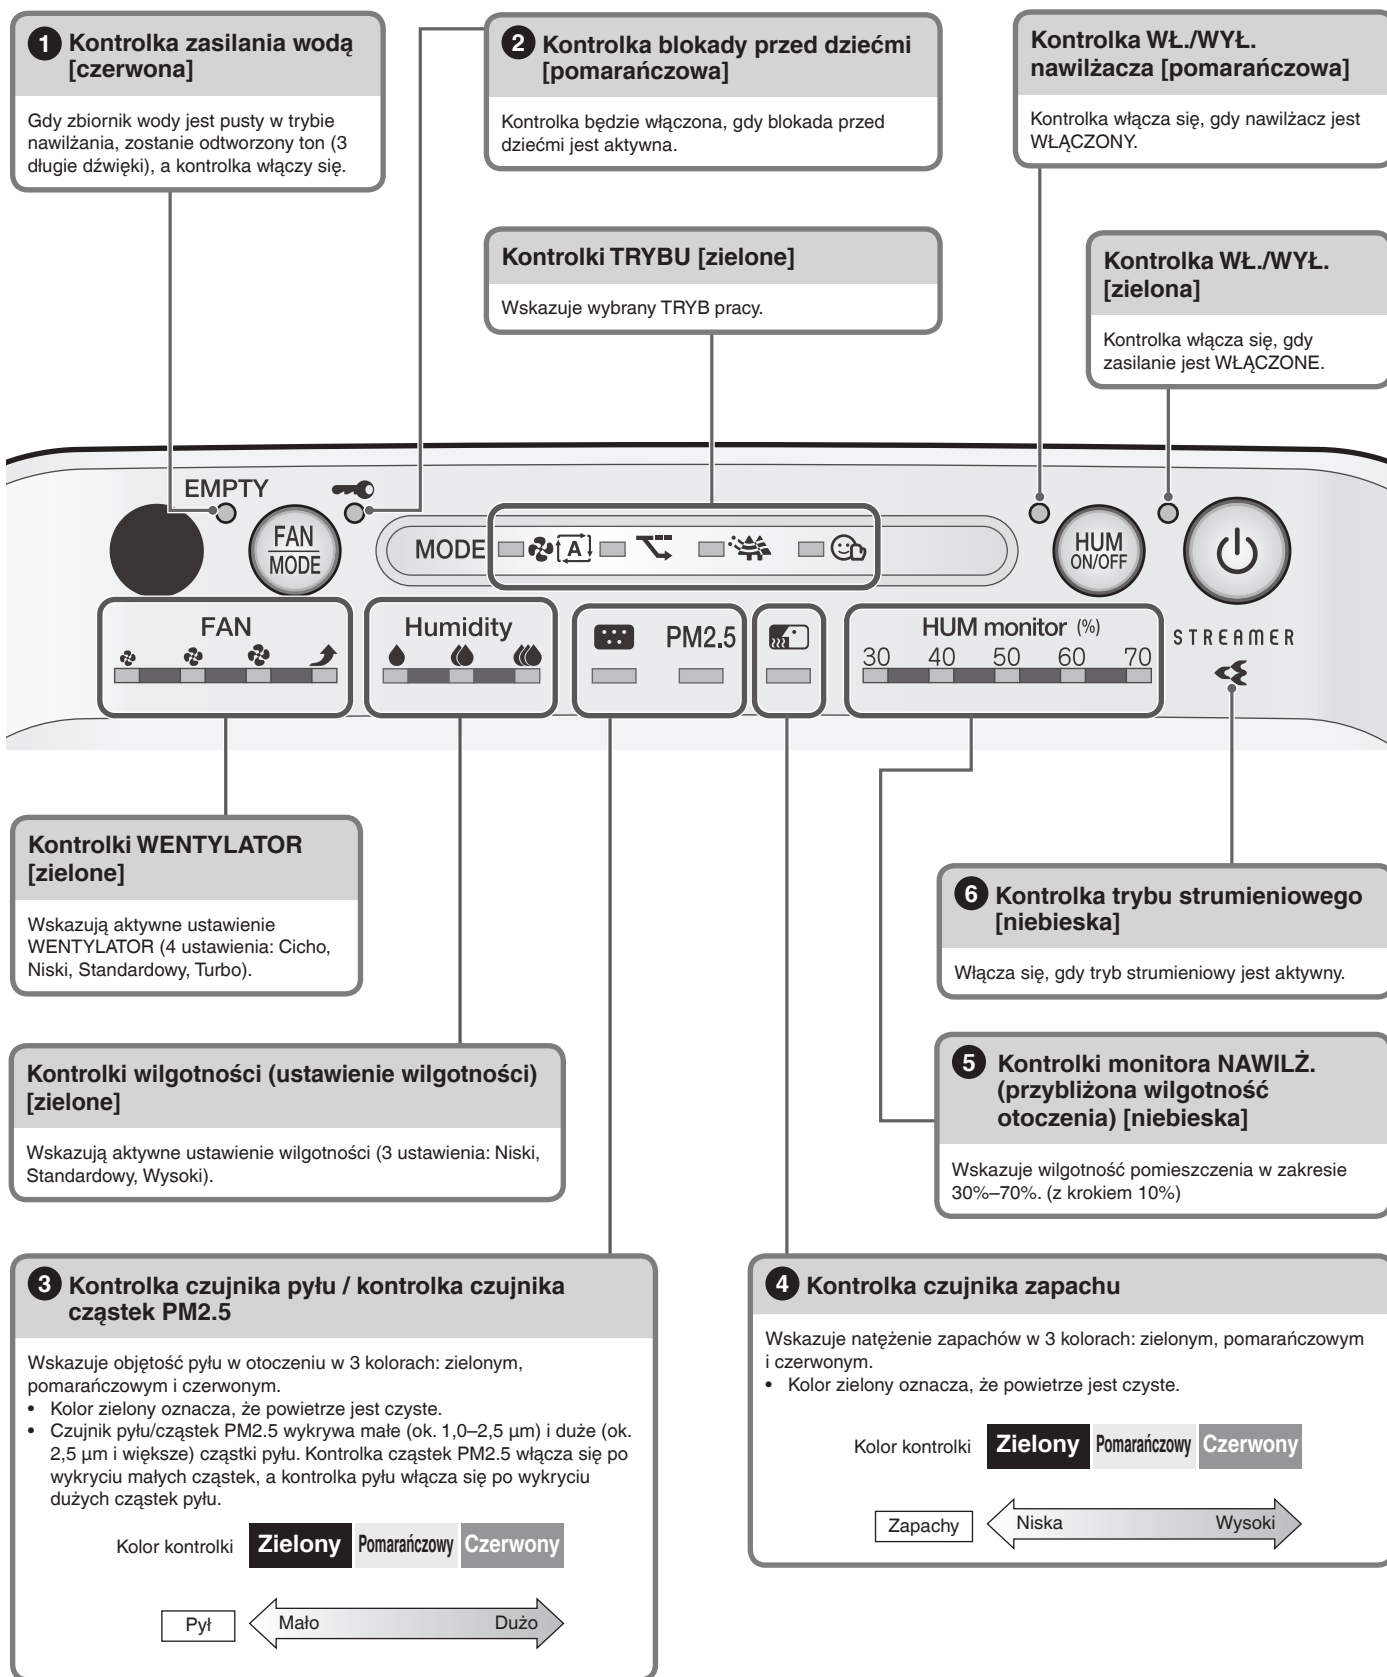 1 Kontrolka zasilania wodą
[czerwona]
Gdy zbiornik wody jest pusty w trybie
nawilżania, zostanie odtworzony ton (3
długie dźwięki), a kontrolka włączy się.
2 Kontrolka blokady przed dziećmi
[pomarańczowa]
Kontrolka będzie włączona, gdy blokada przed
dziećmi jest aktywna.
Kontrolka WŁ./WYŁ.
nawilżacza [pomarańczowa]
Kontrolka włącza się, gdy nawilżacz jest
WŁĄCZONY.
Kontrolki TRYBU [zielone]
Wskazuje wybrany TRYB pracy.
Kontrolka WŁ./WYŁ.
[zielona]
Kontrolka włącza się, gdy
zasilanie jest WŁĄCZONE.
EMPTY
FAN
MODE
MODE
A
HUM
ON/OFF
FAN
Humidity
PM2.5
HUM monitor (%)
30 40 50 60 70
STREAMER
Kontrolki WENTYLATOR
[zielone]
Wskazują aktywne ustawienie
WENTYLATOR (4 ustawienia: Cicho,
Niski, Standardowy, Turbo).
6 Kontrolka trybu strumieniowego
[niebieska]
Włącza się, gdy tryb strumieniowy jest aktywny.
Kontrolki wilgotności (ustawienie wilgotności)
[zielone]
Wskazują aktywne ustawienie wilgotności (3 ustawienia: Niski,
Standardowy, Wysoki).
5 Kontrolki monitora NAWILŻ.
(przybliżona wilgotność
otoczenia) [niebieska]
Wskazuje wilgotność pomieszczenia w zakresie
30%–70%. (z krokiem 10%)
3 Kontrolka czujnika pyłu / kontrolka czujnika
cząstek PM2.5
Wskazuje objętość pyłu w otoczeniu w 3 kolorach: zielonym,
pomarańczowym i czerwonym.
• Kolor zielony oznacza, że powietrze jest czyste.
• Czujnik pyłu/cząstek PM2.5 wykrywa małe (ok. 1,0–2,5 µm) i duże (ok.
2,5 µm i większe) cząstki pyłu. Kontrolka cząstek PM2.5 włącza się po
wykryciu małych cząstek, a kontrolka pyłu włącza się po wykryciu
dużych cząstek pyłu.
Kolor kontrolki Zielony Pomarańczowy Czerwony
Pył Mało Dużo
4 Kontrolka czujnika zapachu
Wskazuje natężenie zapachów w 3 kolorach: zielonym, pomarańczowym
i czerwonym.
• Kolor zielony oznacza, że powietrze jest czyste.
Kolor kontrolki Zielony Pomarańczowy Czerwony
Zapachy Niska Wysoki